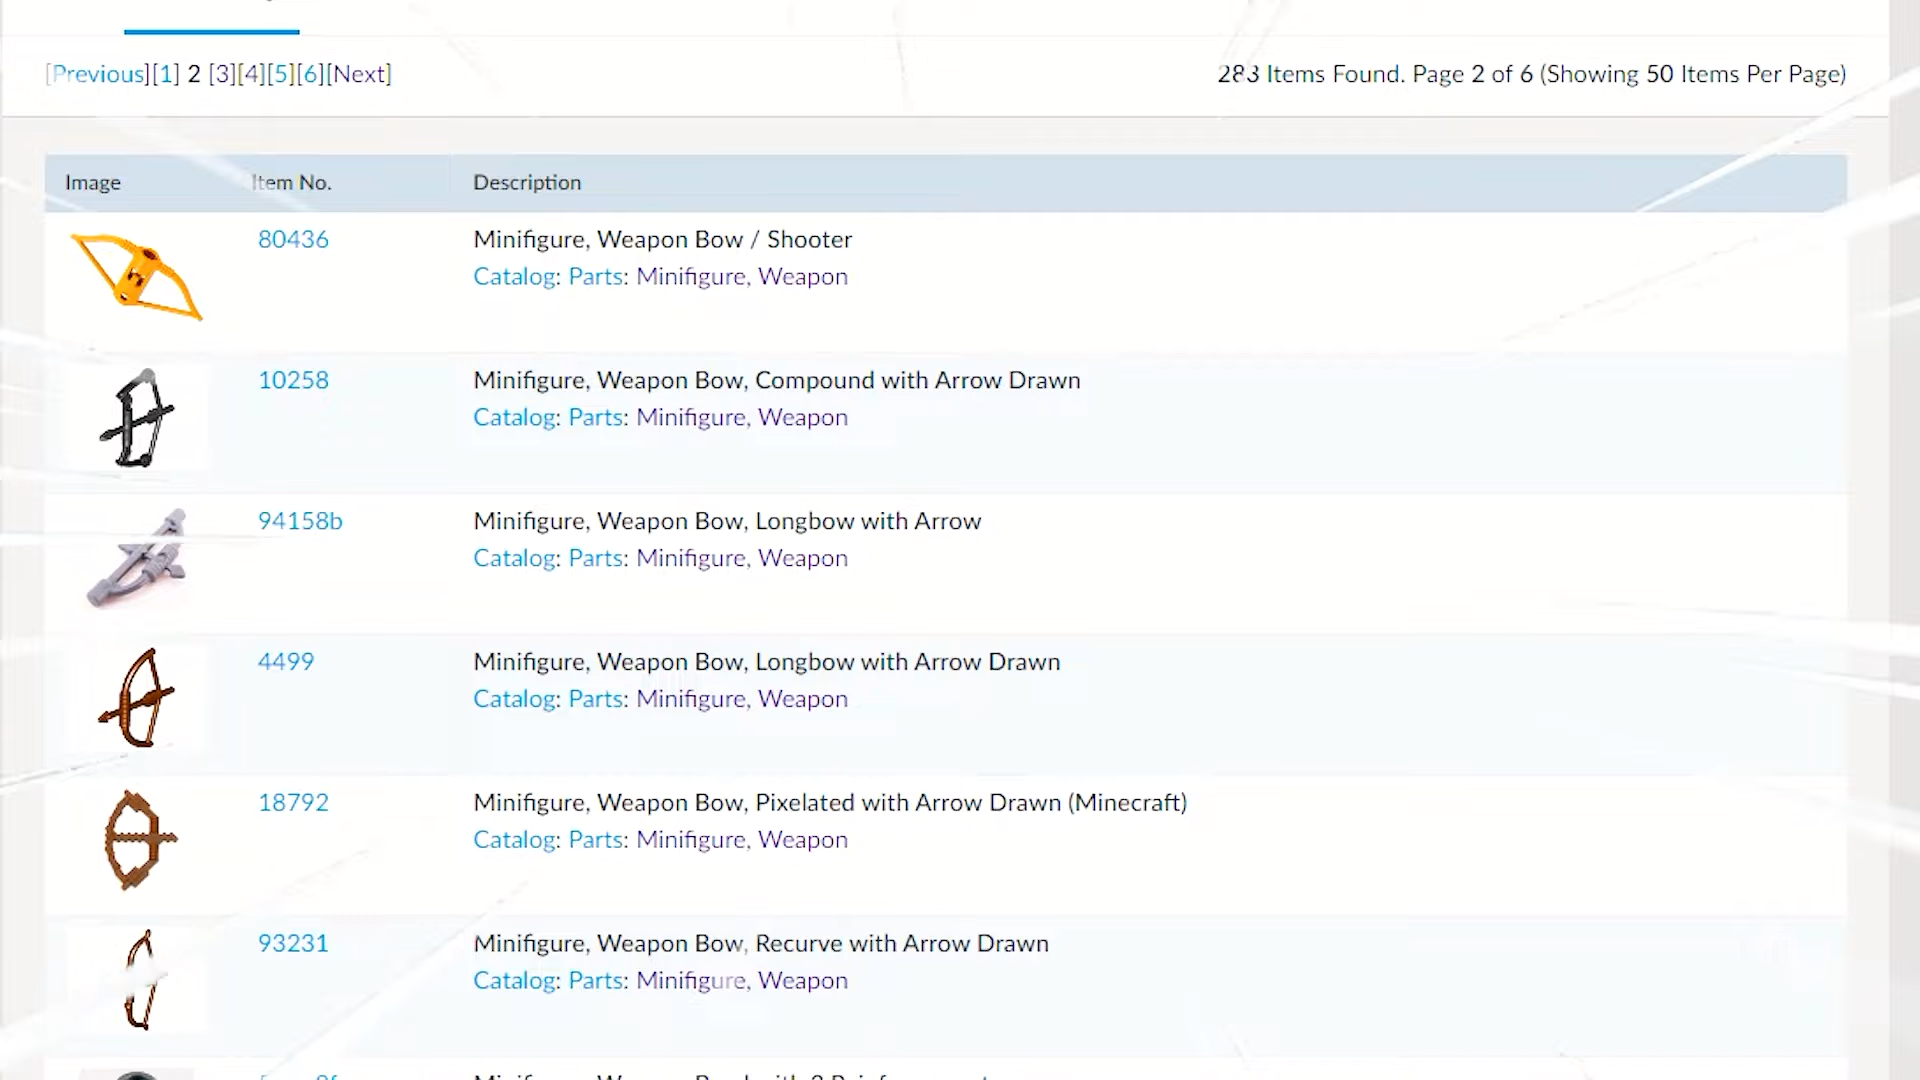 [Previous][1] 2 [3][4][5][6][Next]
283 Items Found. Page 2 of 6 (Showing 50 Items Per Page)
Image Item No. Description
80436 Minifigure, Weapon Bow / Shooter
Catalog: Parts: Minifigure, Weapon
10258 Minifigure, Weapon Bow, Compound with Arrow Drawn
Catalog: Parts: Minifigure, Weapon
94158b Minifigure, Weapon Bow, Longbow with Arrow
Catalog: Parts: Minifigure, Weapon
4499 Minifigure, Weapon Bow, Longbow with Arrow Drawn
Catalog: Parts: Minifigure, Weapon
18792 Minifigure, Weapon Bow, Pixelated with Arrow Drawn (Minecraft)
Catalog: Parts: Minifigure, Weapon
93231 Minifigure, Weapon Bow, Recurve with Arrow Drawn
Catalog: Parts: Minifigure, Weapon